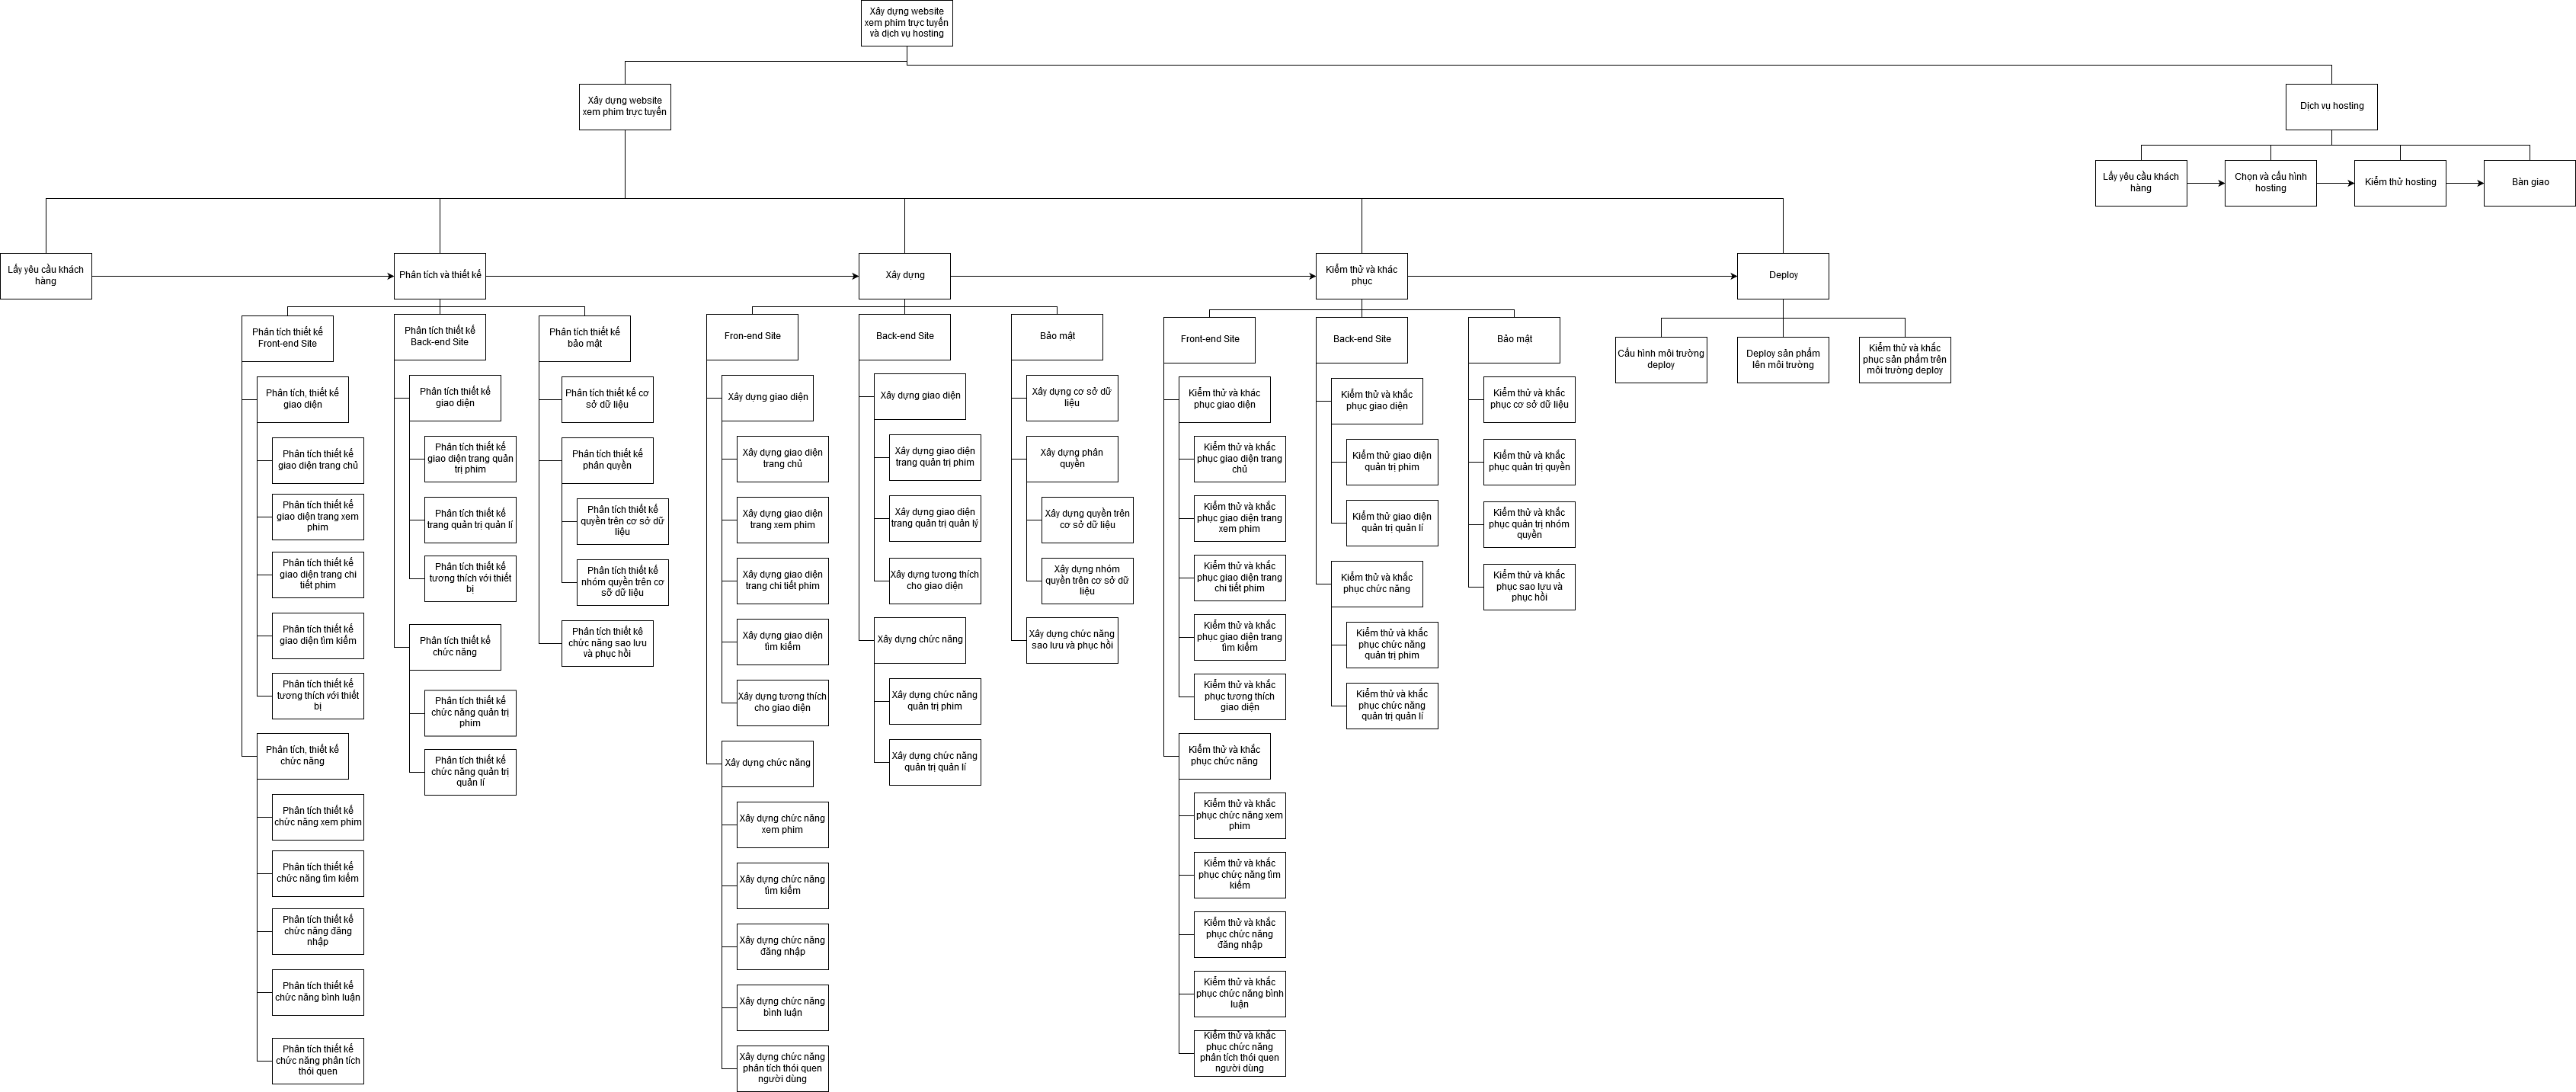 Xây dựng website
xem phim trực tuyến
và dịch vụ hosting
Xây dựng website
xem phim trực tuyến
Dịch vụ hosting
Lấy yêu cầu khách
hàng
Chọn và cấu hình
hosting
Kiểm thử hosting
Bàn giao
Lấy yêu cầu khách
hàng
Phân tích và thiết kế
Xây dựng
Kiểm thử và khác
phục
Deploy
Phân tích thiết kế
Front-end Site
Phân tích, thiết kế
giao diện
Phân tích thiết kế
giao diện trang chủ
Phân tích thiết kế
giao diện trang xem
phim
Phân tích thiết kế
giao diện trang chi
tiết phim
Phân tích thiết kế
giao diện tìm kiếm
Phân tích thiết kế
tương thích với thiết
bị
Phân tích, thiết kế
chức năng
Phân tích thiết kế
chức năng xem phim
Phân tích thiết kế
chức năng tìm kiếm
Phân tích thiết kế
chức năng đăng
nhập
Phân tích thiết kế
chức năng bình luận
Phân tích thiết kế
chức năng phân tích
thói quen
Phân tích thiết kế
Back-end Site
Phân tích thiết kế
giao diện
Phân tích thiết kế
giao diện trang quản
trị phim
Phân tích thiết kế
trang quản trị quản lí
Phân tích thiết kế
tương thích với thiết
bị
Phân tích thiết kế
chức năng
Phân tích thiết kế
chức năng quản trị
phim
Phân tích thiết kế
chức năng quản trị
quản lí
Phân tích thiết kế
bảo mật
Phân tích thiết kế cơ
sở dữ liệu
Phân tích thiết kế
phân quyền
Phân tích thiết kế
quyền trên cơ sở dữ
liệu
Phân tích thiết kế
nhóm quyền trên cơ
sỡ dữ liệu
Phân tích thiết kê
chức năng sao lưu
và phục hồi
Fron-end Site
Xây dựng giao diện
Xây dựng giao diện
trang chủ
Xây dựng giao diện
trang xem phim
Xây dựng giao diện
trang chi tiết phim
Xây dựng giao diện
tìm kiếm
Xây dựng tương thích
cho giao diện
Xây dựng chức năng
Xây dựng chức năng
xem phim
Xây dựng chức năng
tìm kiếm
Xây dựng chức năng
đăng nhập
Xây dựng chức năng
bình luận
Xây dựng chức năng
phân tích thói quen
người dùng
Back-end Site
Xây dựng giao diện
Xây dựng giao diện
trang quản trị phim
Xây dựng giao diện
trang quản trị quản lý
Xây dựng tương thích
cho giao diện
Xây dựng chức năng
Xây dựng chức năng
quản trị phim
Xây dựng chức năng
quản trị quản lí
Bảo mật
Xây dựng cơ sở dữ
liệu
Xây dựng phân
quyền
Xây dựng quyền trên
cơ sở dữ liệu
Xây dựng nhóm
quyền trên cơ sở dữ
liệu
Xây dựng chức năng
sao lưu và phục hồi
Front-end Site
Kiểm thử và khác
phục giao diện
Kiểm thử và khắc
phục giao diện trang
chủ
Kiểm thử và khắc
phục giao diện trang
xem phim
Kiểm thử và khắc
phục giao diện trang
chi tiết phim
Kiểm thử và khắc
phục giao diện trang
tìm kiếm
Kiểm thử và khắc
phục tương thích
giao diện
Kiểm thử và khắc
phục chức năng
Kiểm thử và khắc
phục chức năng xem
phim
Kiểm thử và khắc
phục chức năng tìm
kiếm
Kiểm thử và khắc
phục chức năng
đăng nhập
Kiểm thử và khắc
phục chức năng bình
luận
Kiểm thử và khắc
phục chức năng
phân tích thói quen
người dùng
Back-end Site
Kiểm thử và khắc
phục giao diện
Kiểm thử giao diện
quản trị phim
Kiểm thử giao diện
quản trị quản lí
Kiểm thử và khắc
phục chức năng
Kiểm thử và khắc
phục chức năng
quản trị phim
Kiểm thử và khắc
phục chức năng
quản trị quản lí
Bảo mật
Kiểm thử và khắc
phục cơ sở dữ liệu
Kiểm thử và khắc
phục quản trị quyền
Kiểm thử và khắc
phục quản trị nhóm
quyền
Kiểm thử và khắc
phục sao lưu và
phục hồi
Cấu hình môi trường
deploy
Deploy sản phẩm
lên môi trường
Kiểm thử và khắc
phục sản phẩm trên
môi trường deploy